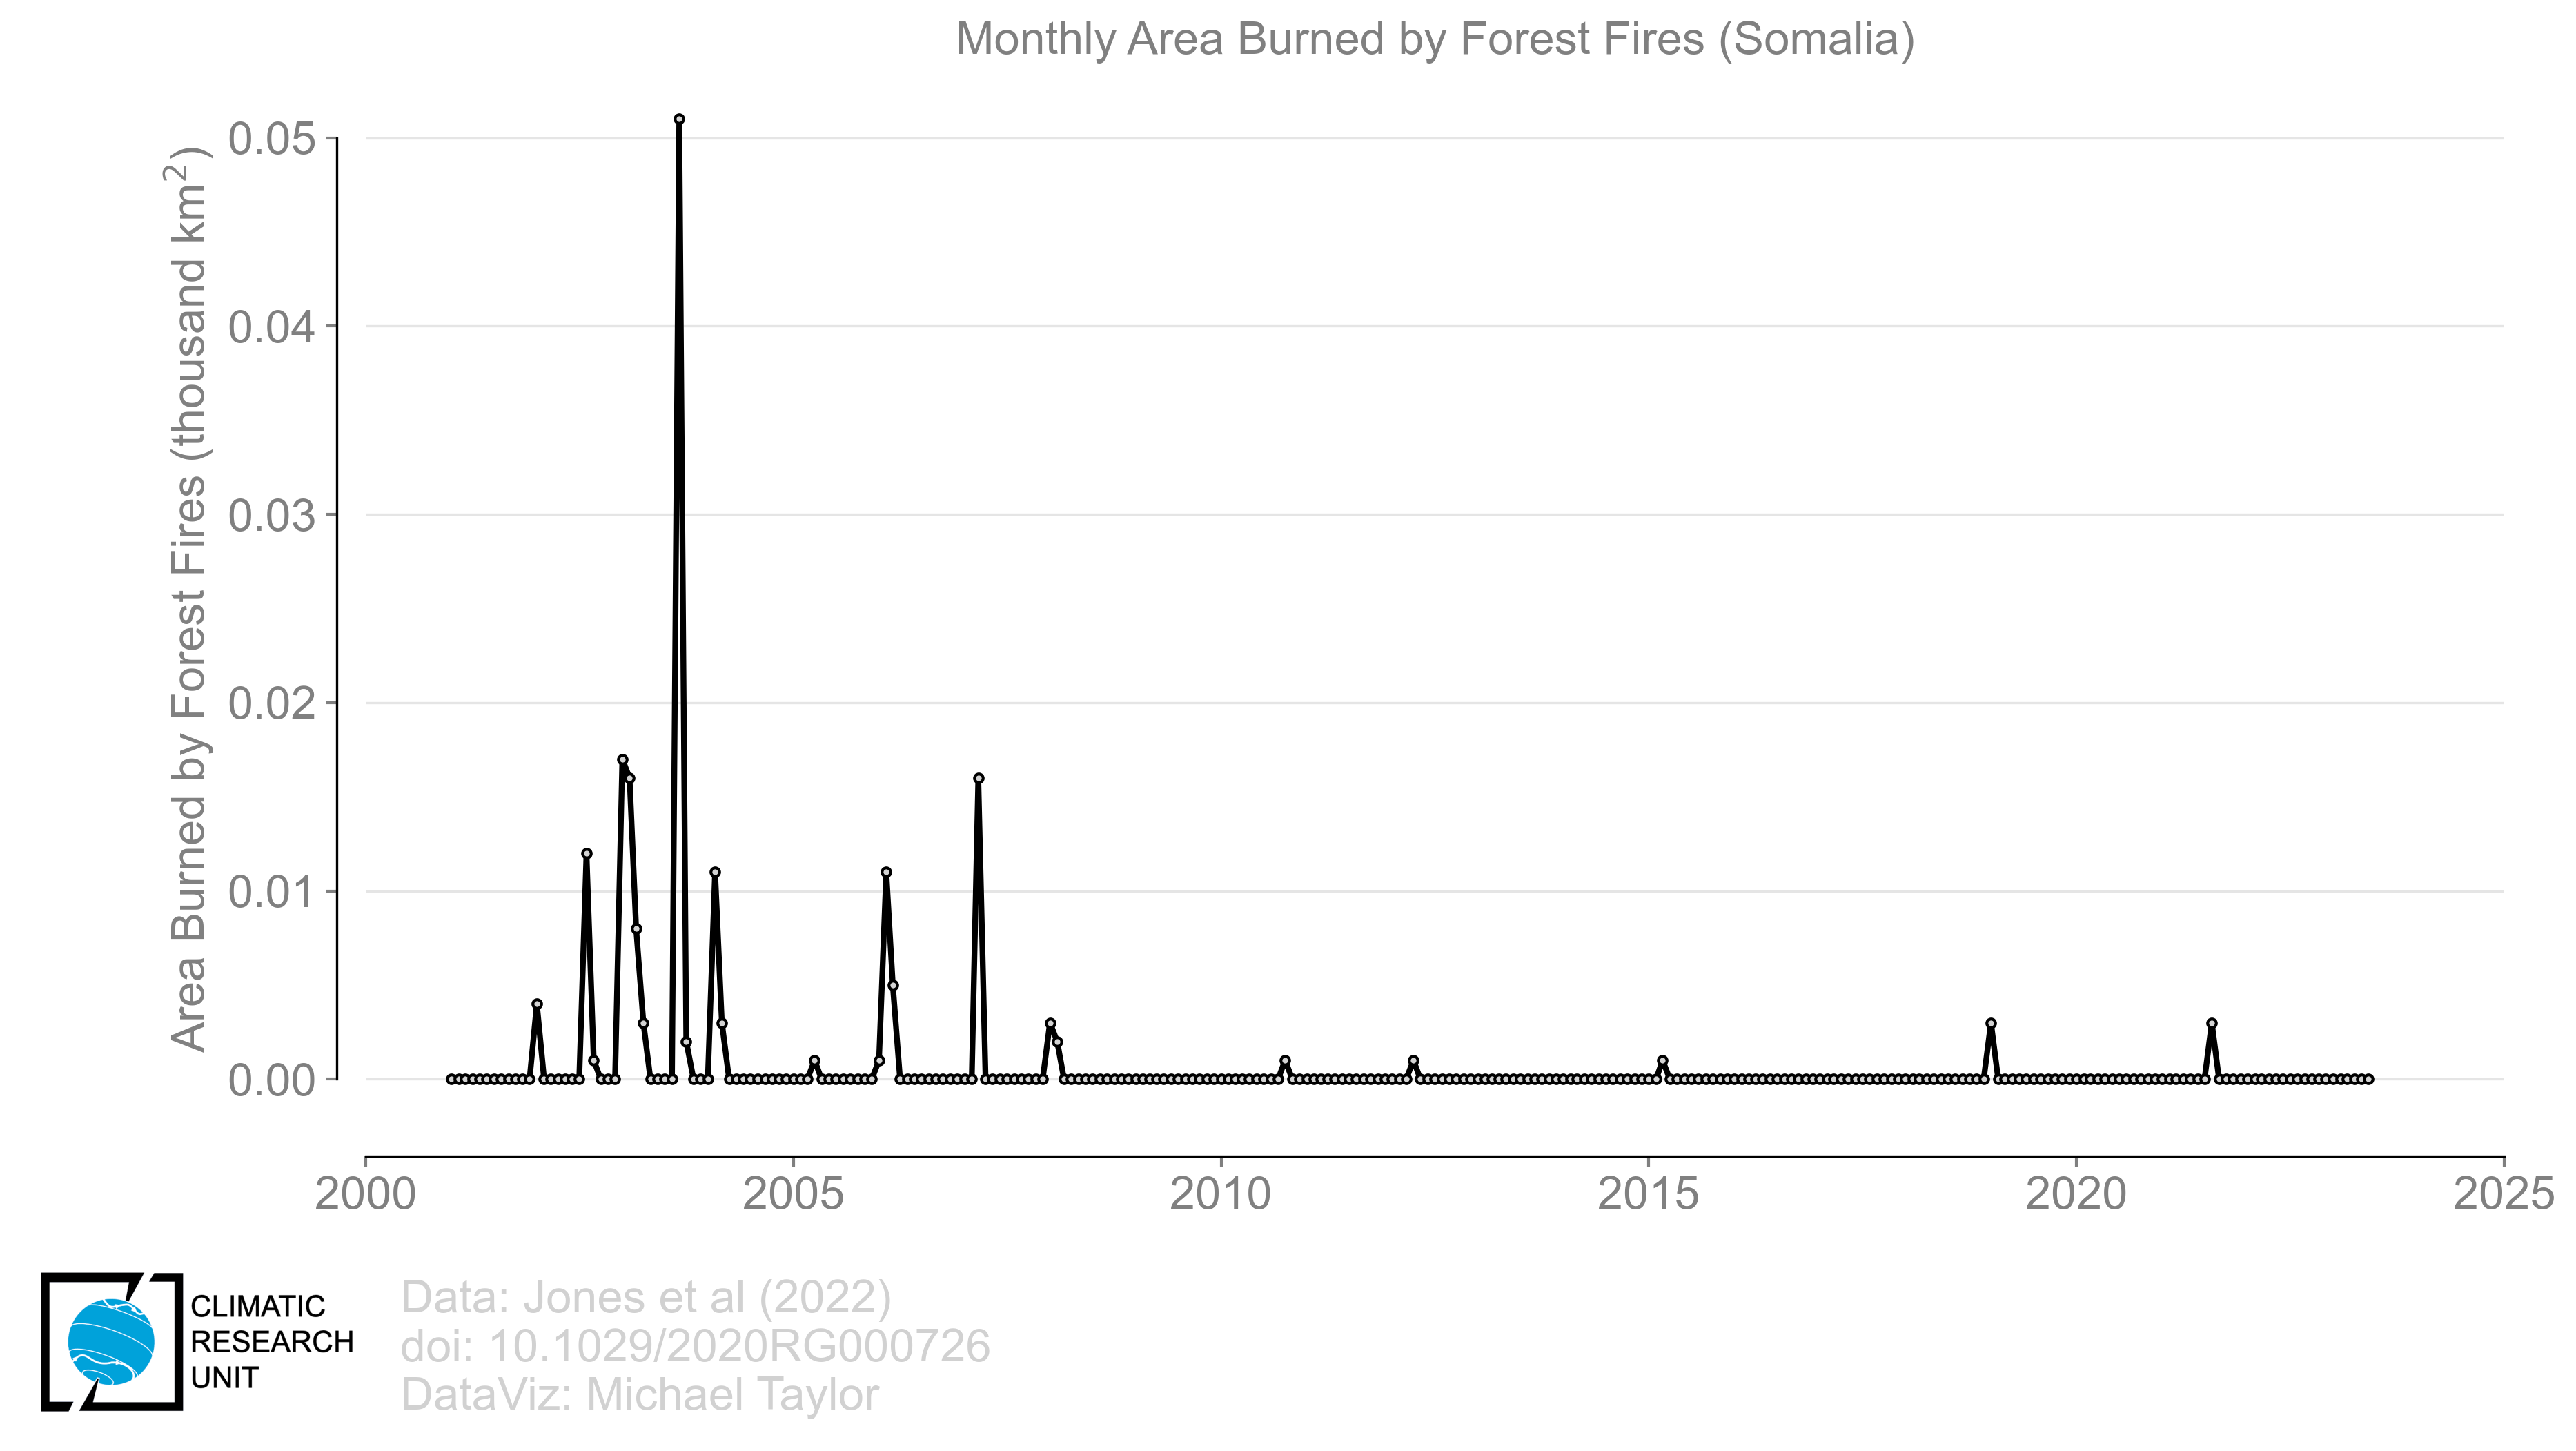 Monthly Area Burned by Forest Fires (Somalia)
Area Burned by Forest Fires (thousand km²)
0.05
0.04
0.03
0.02
0.01
0.00
2000
2005
2010
2015
2020
2025
CLIMATIC
RESEARCH
UNIT
Data: Jones et al (2022)
doi: 10.1029/2020RG000726
DataViz: Michael Taylor